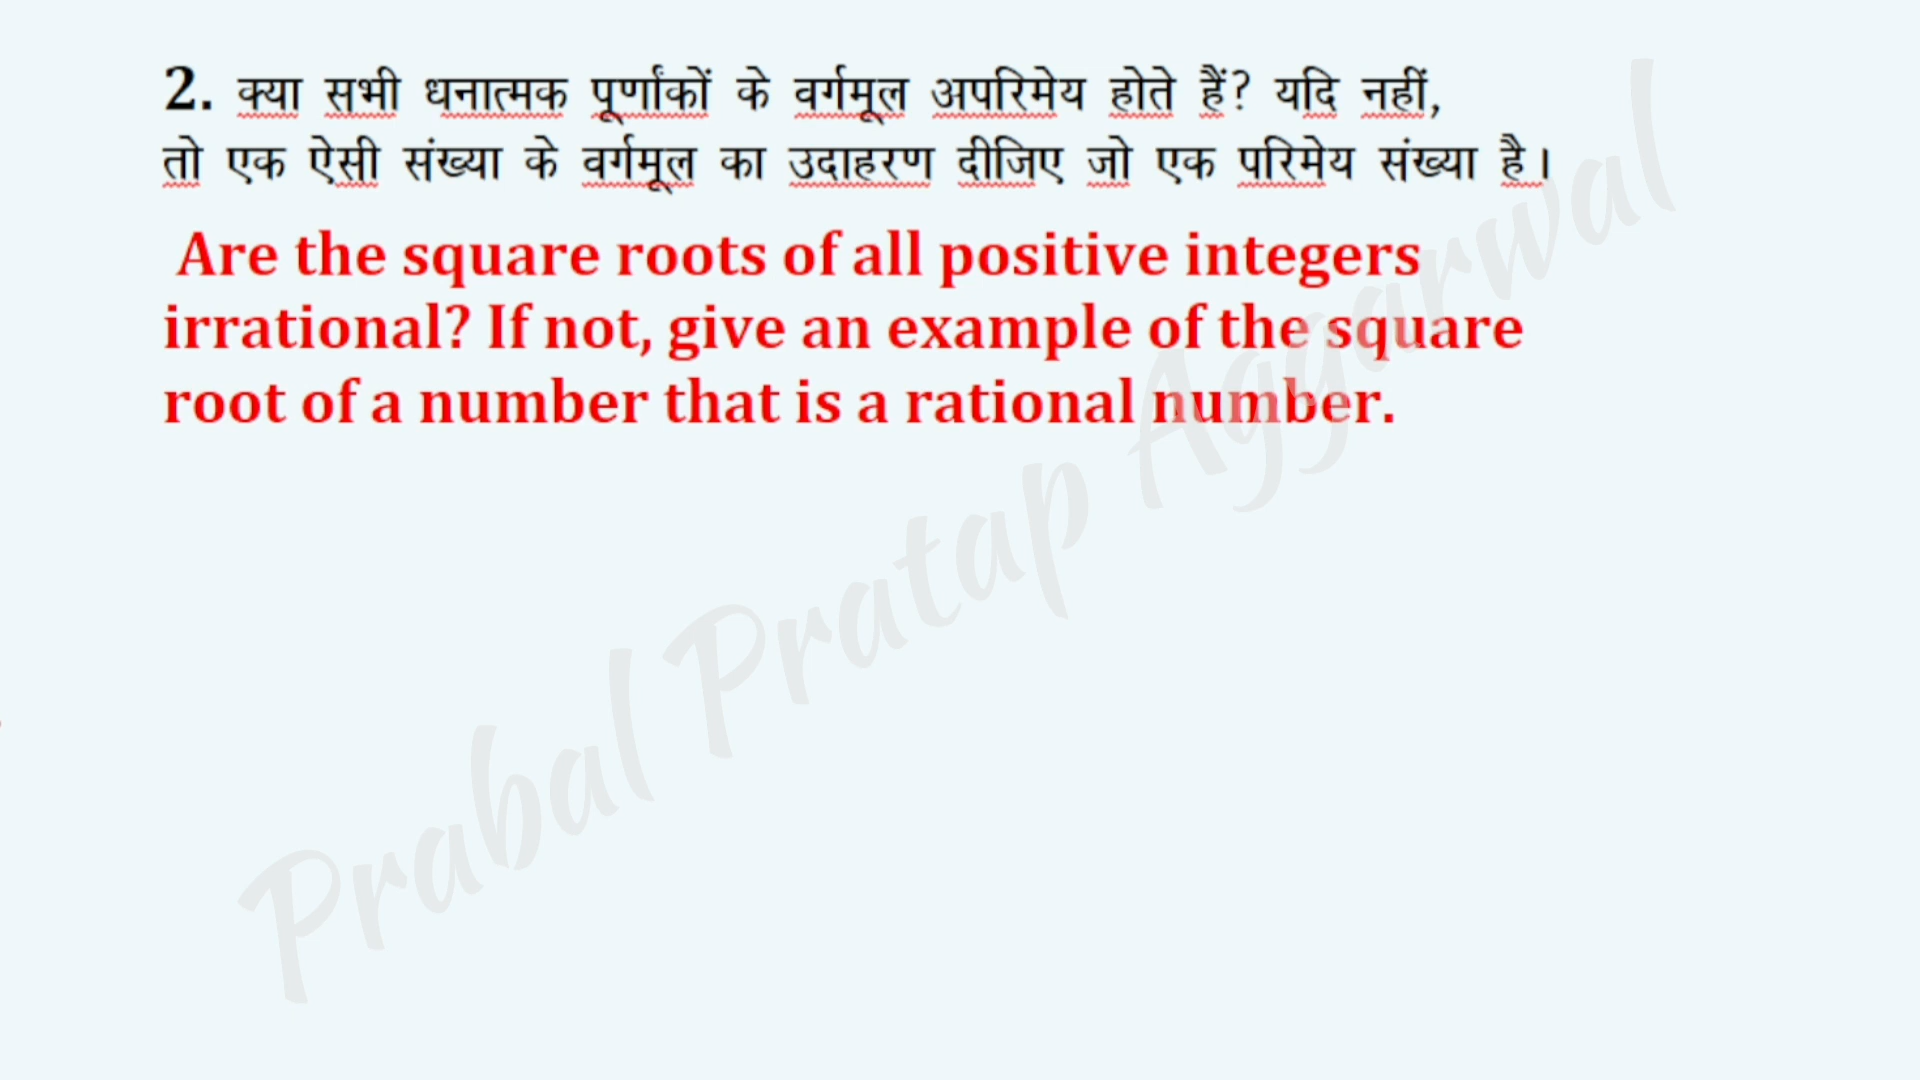 2. क्या सभी धनात्मक पूर्णांकों के वर्गमूल अपरिमेय होते हैं? यदि नहीं,
तो एक ऐसी संख्या के वर्गमूल का उदाहरण दीजिए जो एक परिमेय संख्या है।
Are the square roots of all positive integers
irrational? If not, give an example of the square
root of a number that is a rational number.
Prabal Pratap Aggarwal